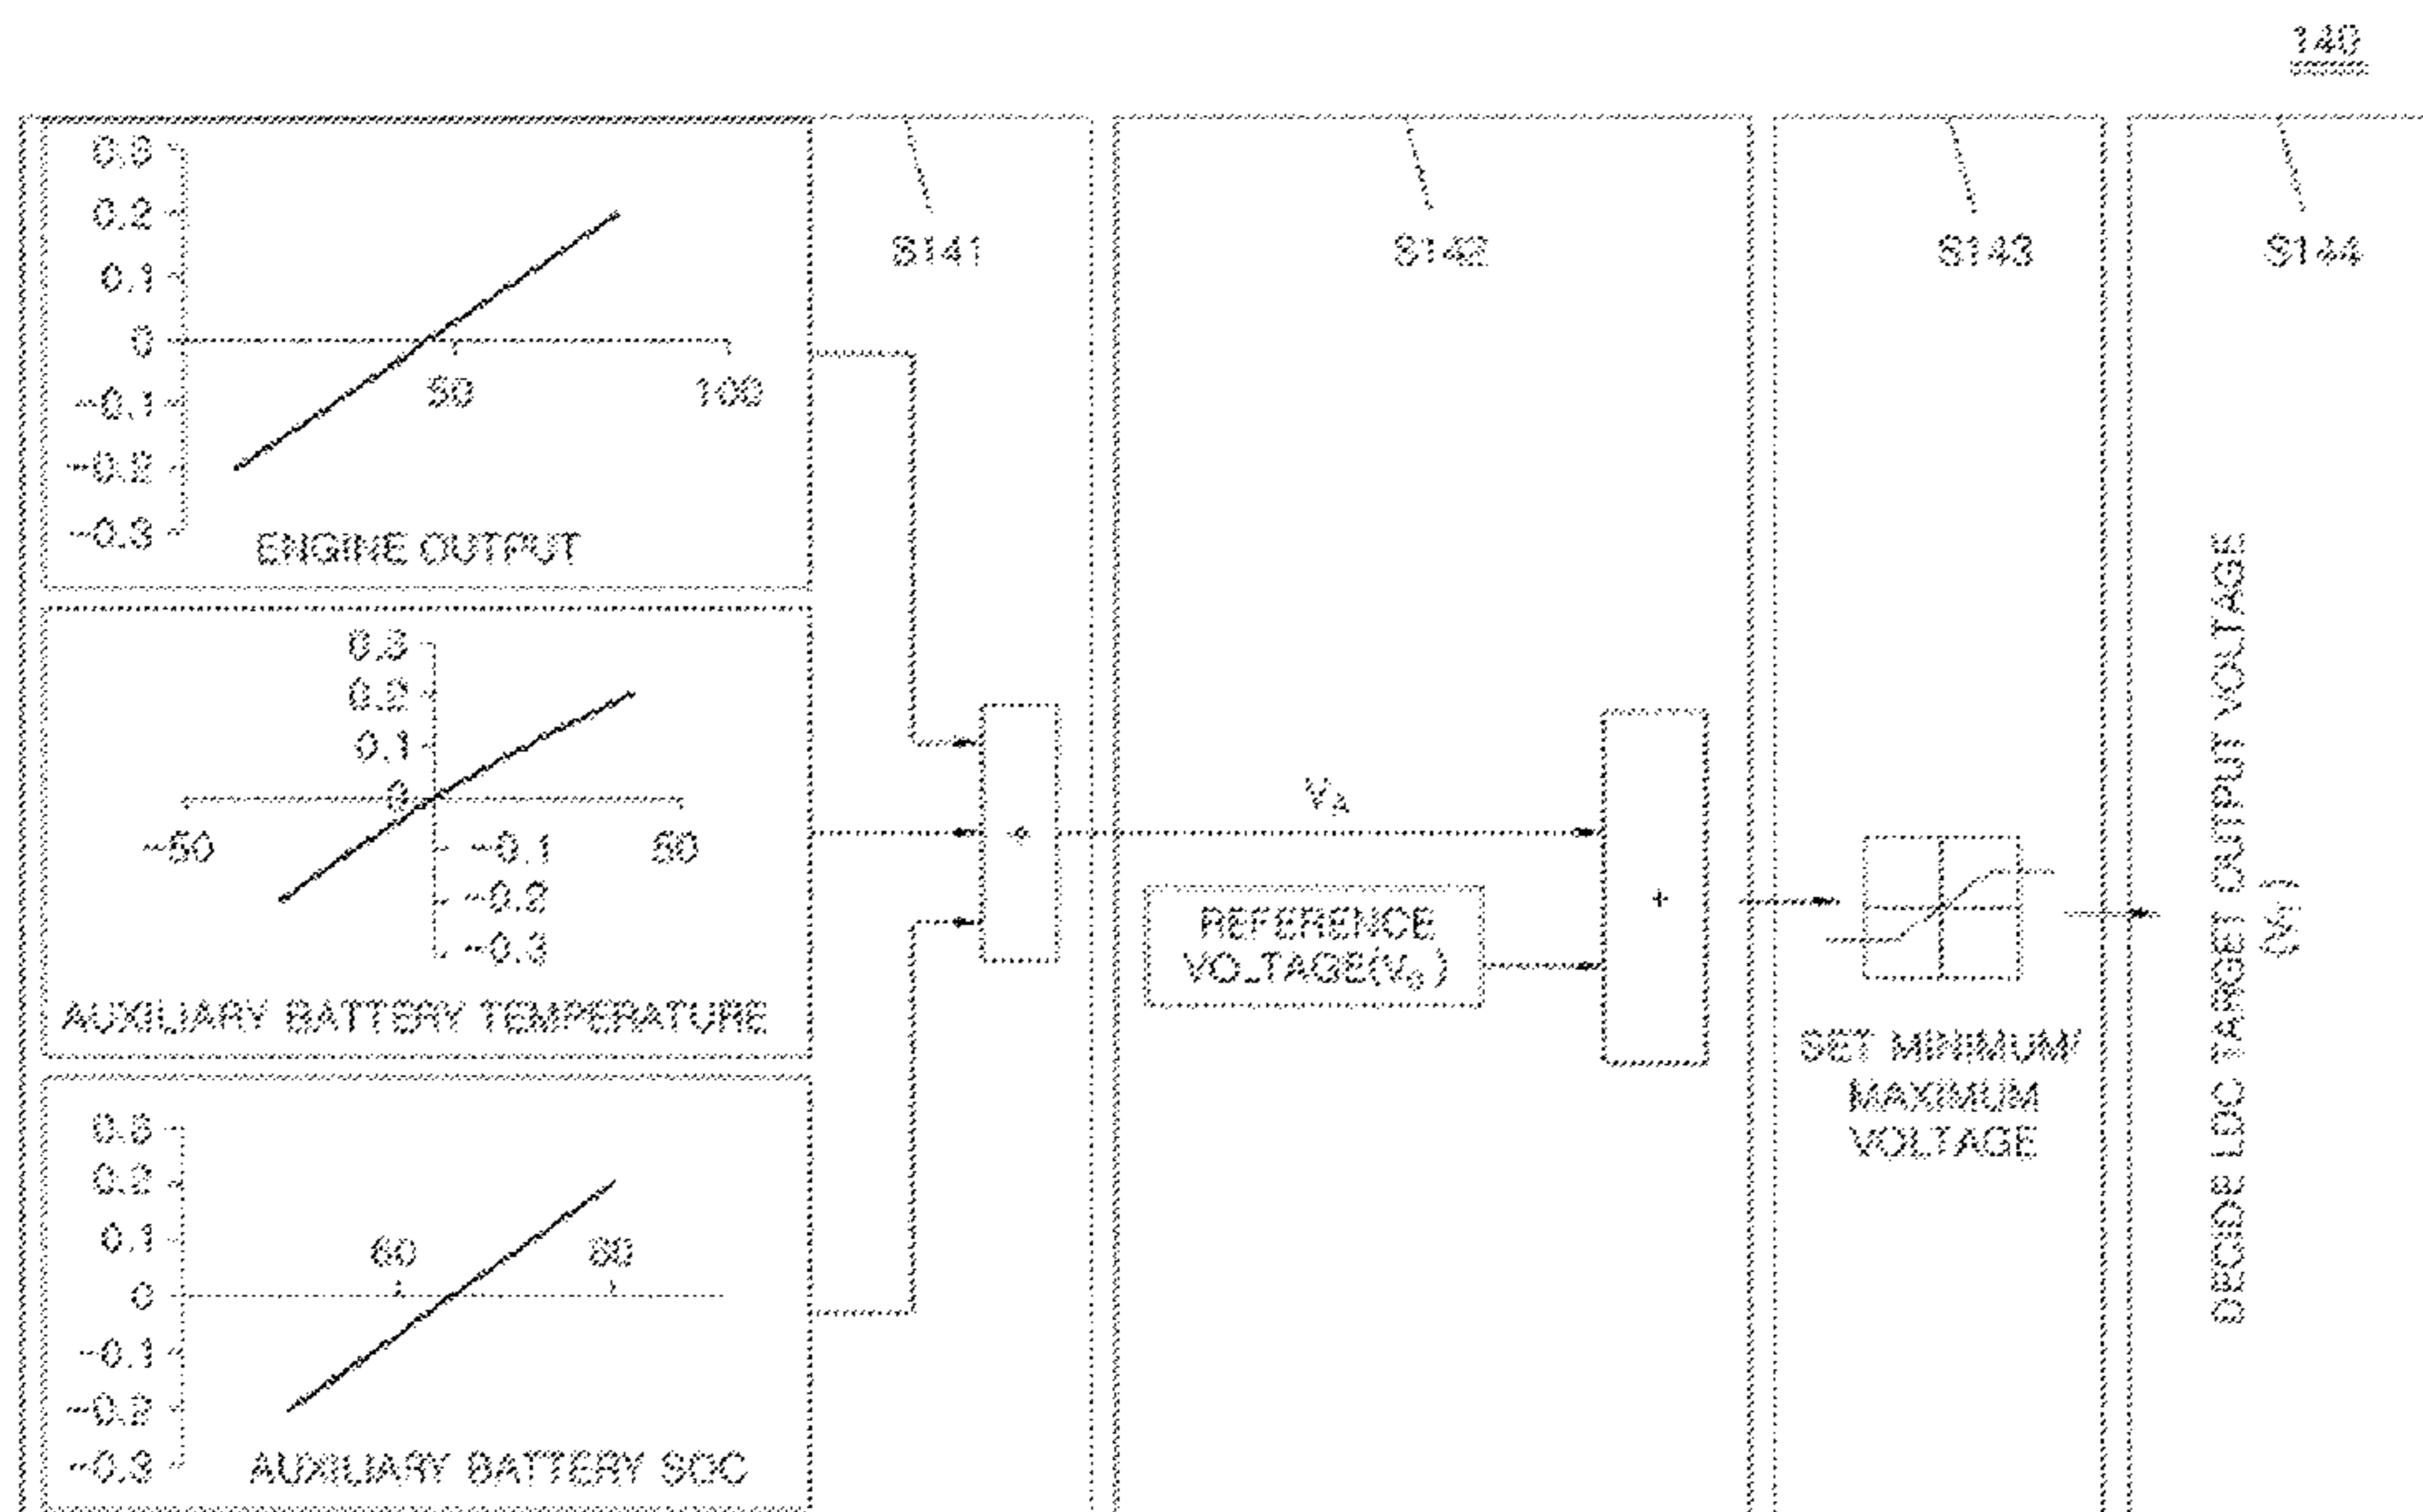 140
0.3
0.2
0.1
0
-0.1
-0.2
-0.3
50
100
ENGINE OUTPUT
0.3
0.2
0.1
0
-50
50
-0.1
-0.2
-0.3
AUXILIARY BATTERY TEMPERATURE
0.3
0.2
0.1
0
-0.1
-0.2
-0.3
60
80
AUXILIARY BATTERY SOC
S141
+
S142
VA
REFERENCE
VOLTAGE(V0)
+
S143
SET MINIMUM/
MAXIMUM
VOLTAGE
S144
DECIDE LDC TARGET OUTPUT VOLTAGE